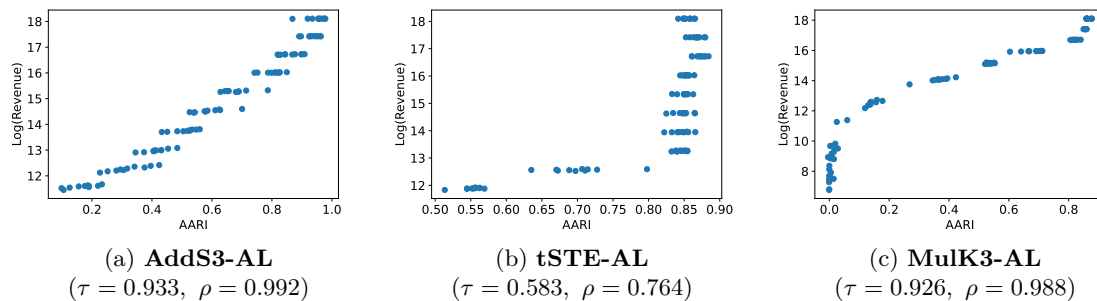 18
17
16
15
14
13
12
Log(Revenue)
0.2 0.4 0.6 0.8 1.0
AARI
18
17
16
15
14
13
12
Log(Revenue)
0.50 0.55 0.60 0.65 0.70 0.75 0.80 0.85 0.90
AARI
18
16
14
12
10
8
Log(Revenue)
0.0 0.2 0.4 0.6 0.8
AARI
(a) AddS3-AL
(τ = 0.933, ρ = 0.992)
(b) tSTE-AL
(τ = 0.583, ρ = 0.764)
(c) MulK3-AL
(τ = 0.926, ρ = 0.988)